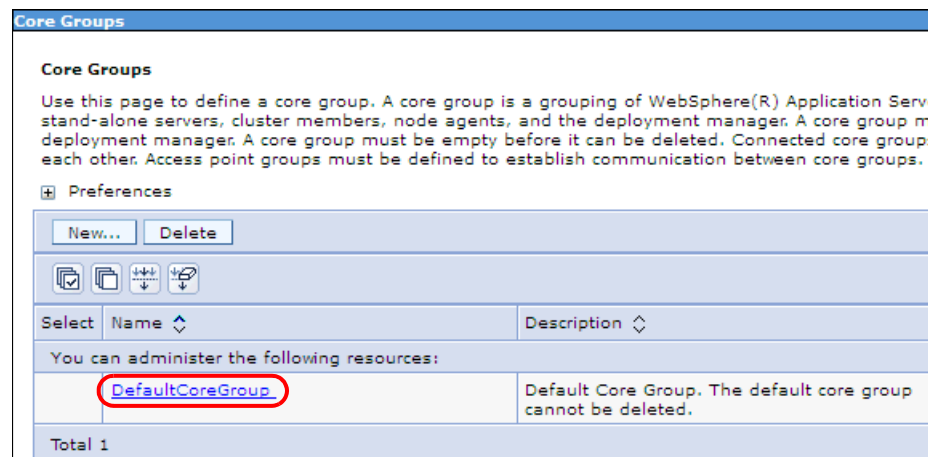 Core Groups
Core Groups
Use this page to define a core group. A core group is a grouping of WebSphere(R) Application
stand-alone servers, cluster members, node agents, and the deployment manager. A core group
deployment manager. A core group must be empty before it can be deleted. Connected core
each other. Access point groups must be defined to establish communication between core groups.
Preferences
New... Delete
Select Name Description
You can administer the following resources:
DefaultCoreGroup Default Core Group. The default core group
cannot be deleted.
Total 1